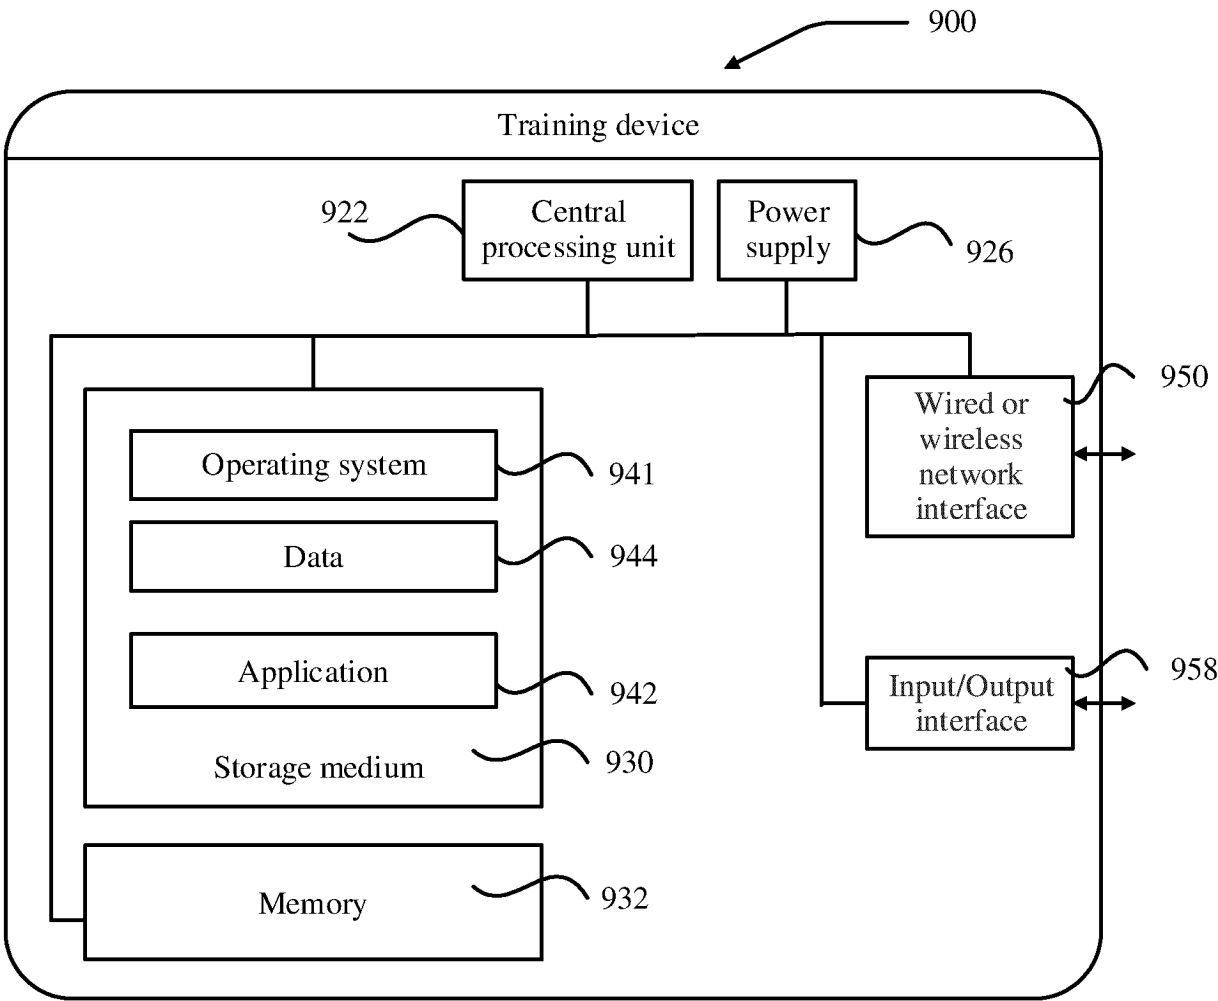 900
Training device
922
Central
processing unit
Power
supply
926
950
Wired or
wireless
network
interface
Operating system
941
Data
944
Application
942
Storage medium
930
958
Input/Output
interface
Memory
932